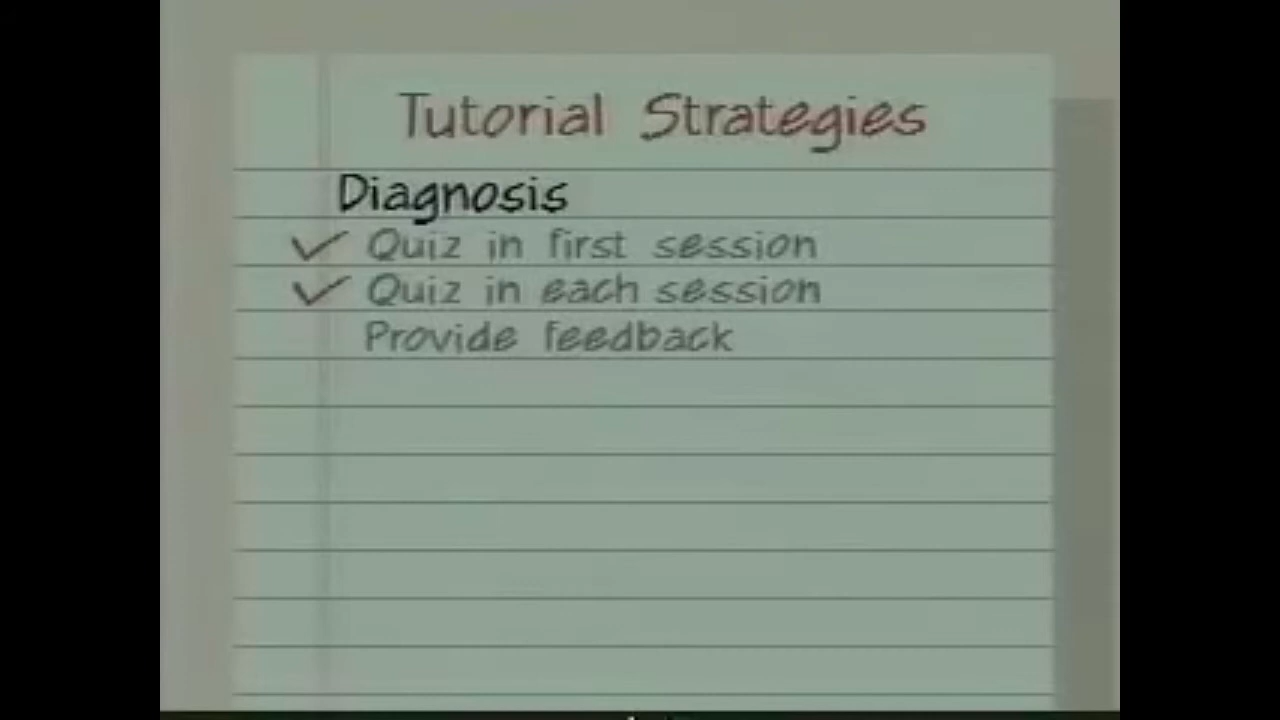 Tutorial Strategies
Diagnosis
Quiz in first session
Quiz in each session
Provide feedback